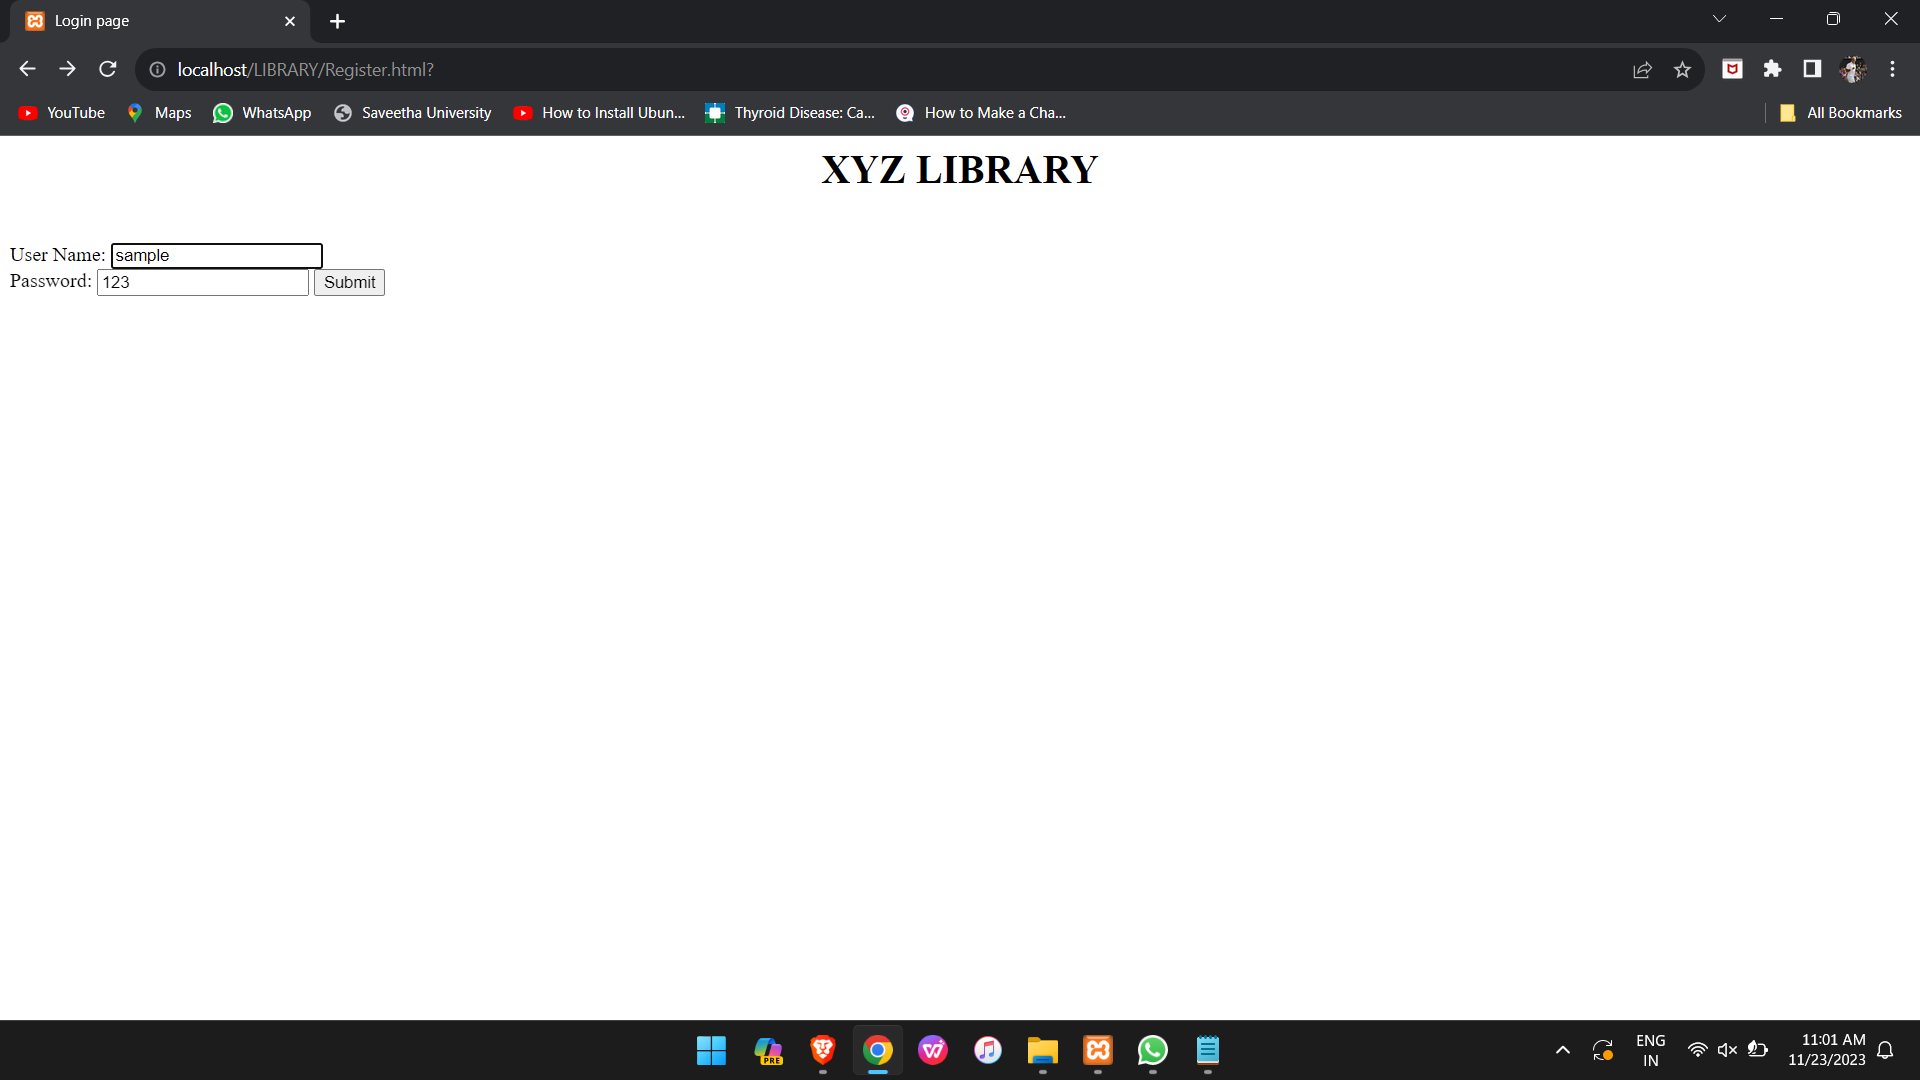 Login page
localhost/LIBRARY/Register.html?
YouTube Maps WhatsApp Saveetha University How to Install Ubun... Thyroid Disease: Ca... How to Make a Cha... All Bookmarks
XYZ LIBRARY
User Name: sample
Password: 123 Submit
PRE
ENG
IN
11:01 AM
11/23/2023